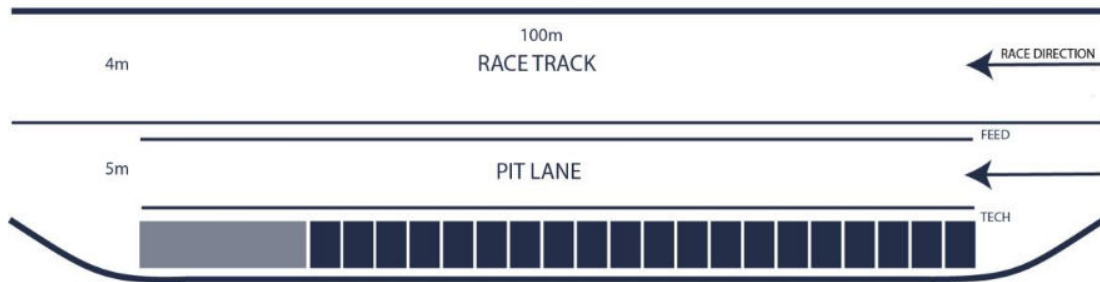 100m
4m
RACE TRACK
RACE DIRECTION
FEED
5m
PIT LANE
TECH